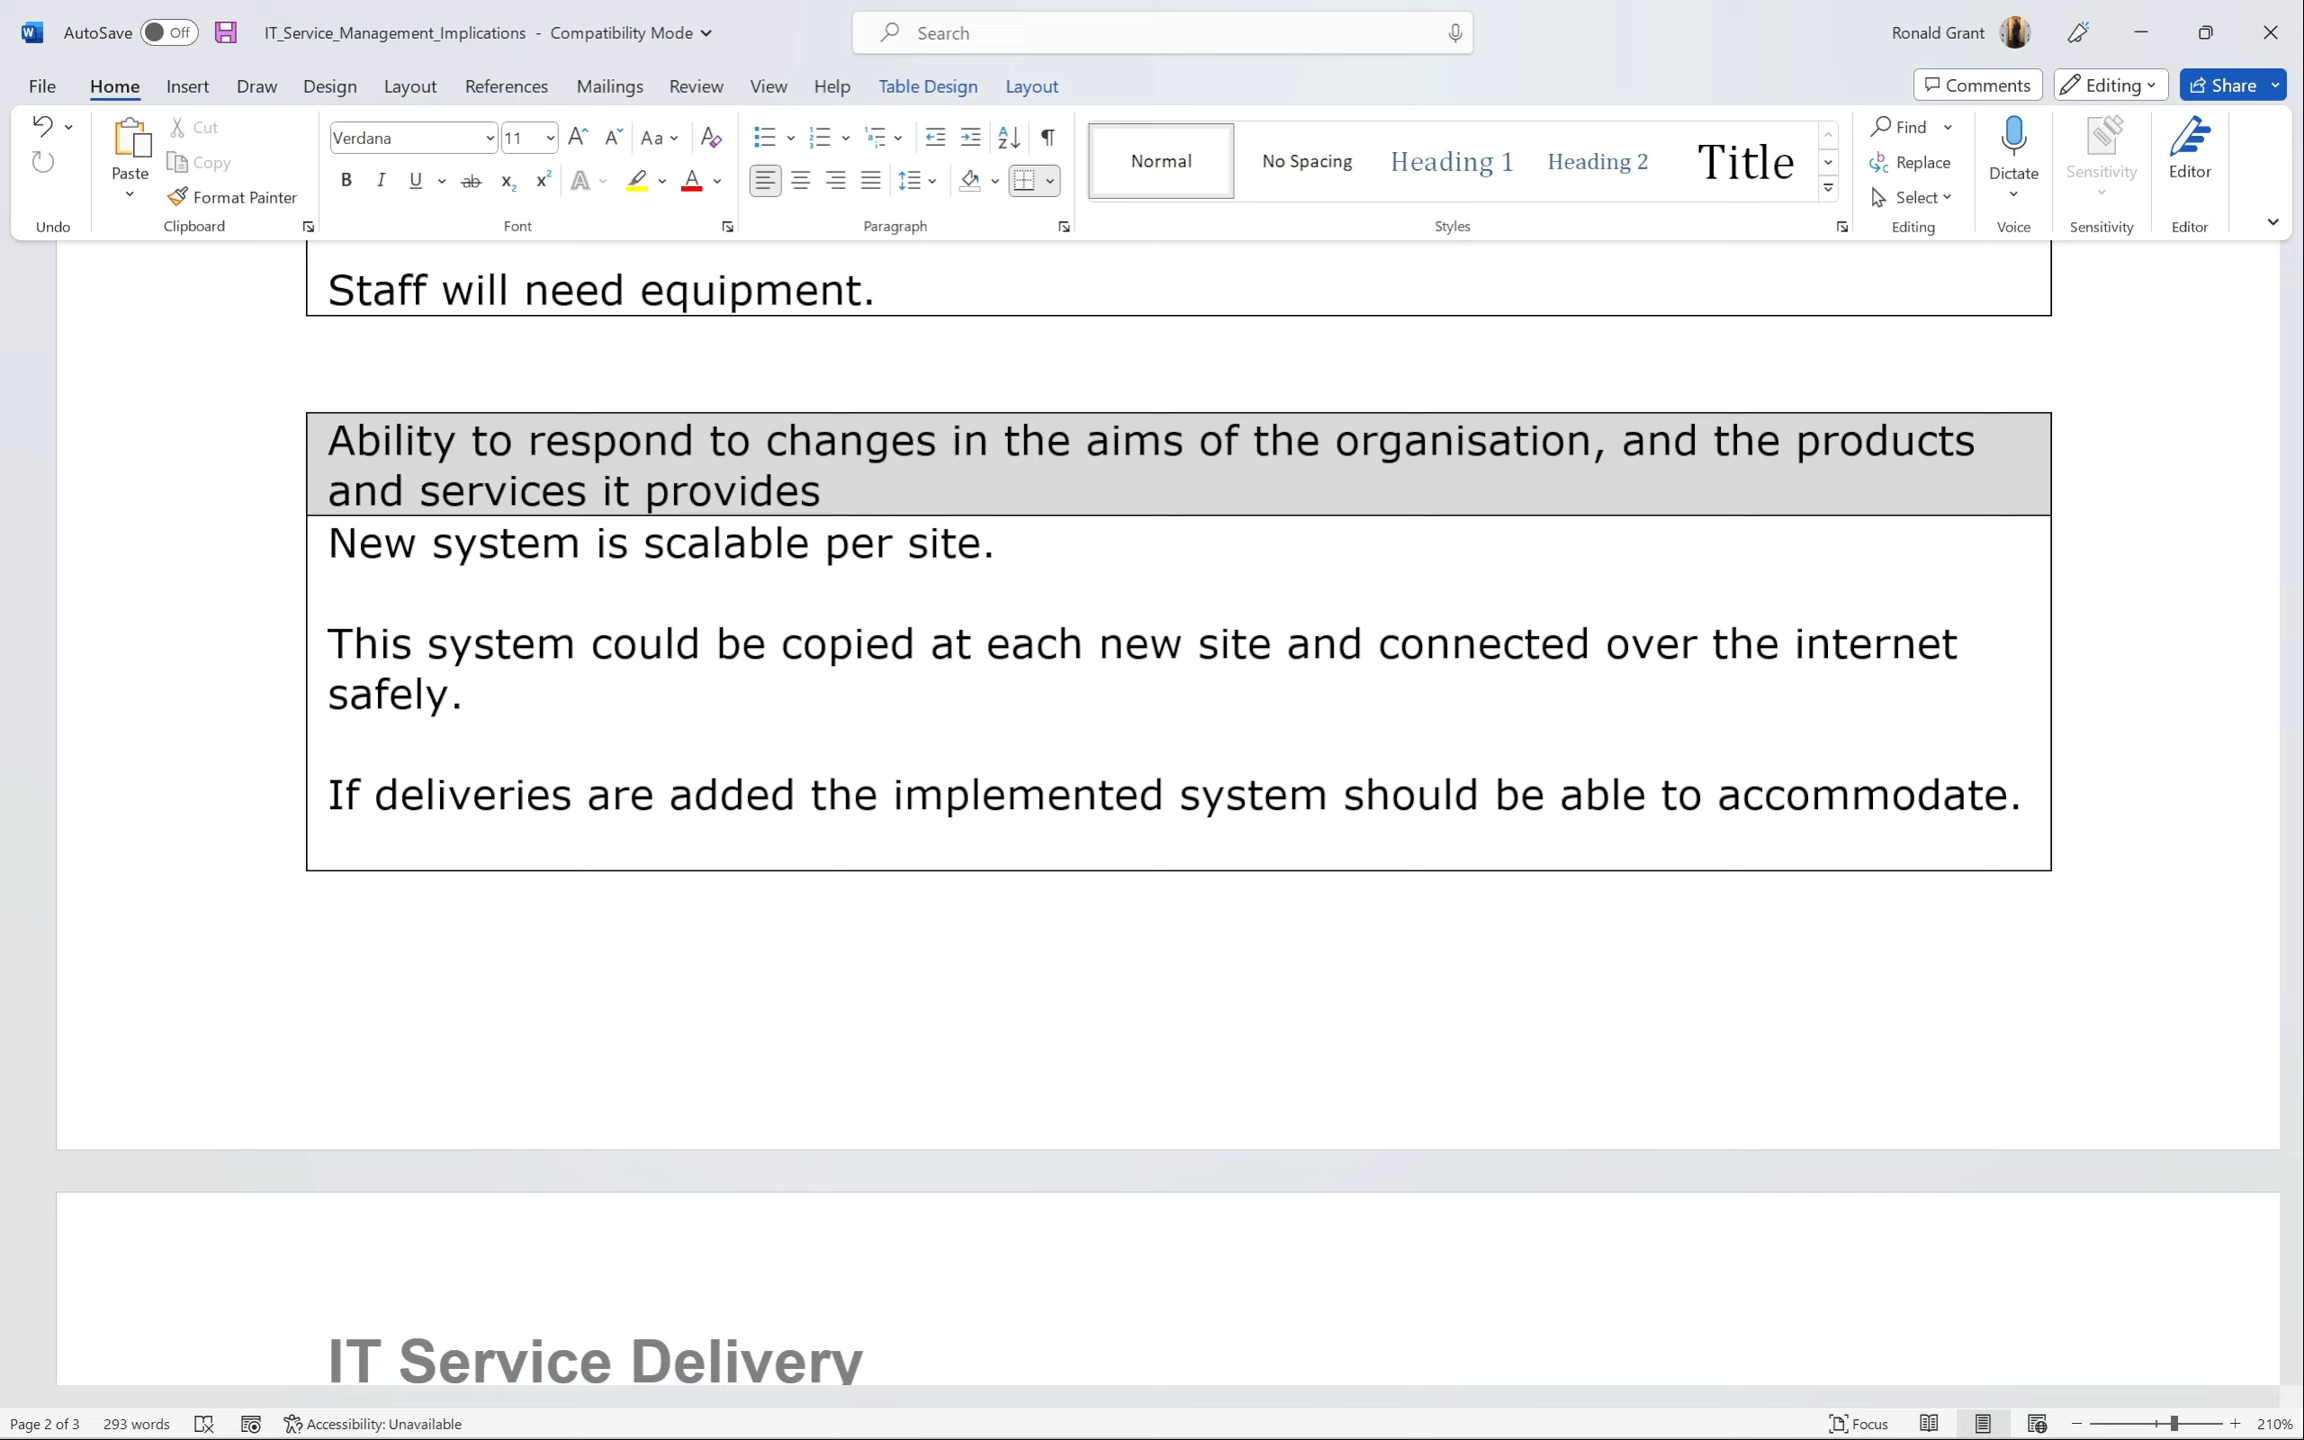 AutoSave Off IT_Service_Management_Implications - Compatibility Mode Search Ronald Grant
File Home Insert Draw Design Layout References Mailings Review View Help Table Design Layout Comments Editing Share
Paste
Cut
Copy
Format Painter
Verdana 11 Aa
B I U ab x₂ x² A A
Normal No Spacing Heading 1 Heading 2 Title
Find
Replace
Select
Dictate
Sensitivity
Editor
Undo Clipboard Font Paragraph Styles Editing Voice Sensitivity Editor
Staff will need equipment.
Ability to respond to changes in the aims of the organisation, and the products
and services it provides
New system is scalable per site.
This system could be copied at each new site and connected over the internet
safely.
If deliveries are added the implemented system should be able to accommodate.
IT Service Delivery
Page 2 of 3 293 words Accessibility: Unavailable Focus 210%